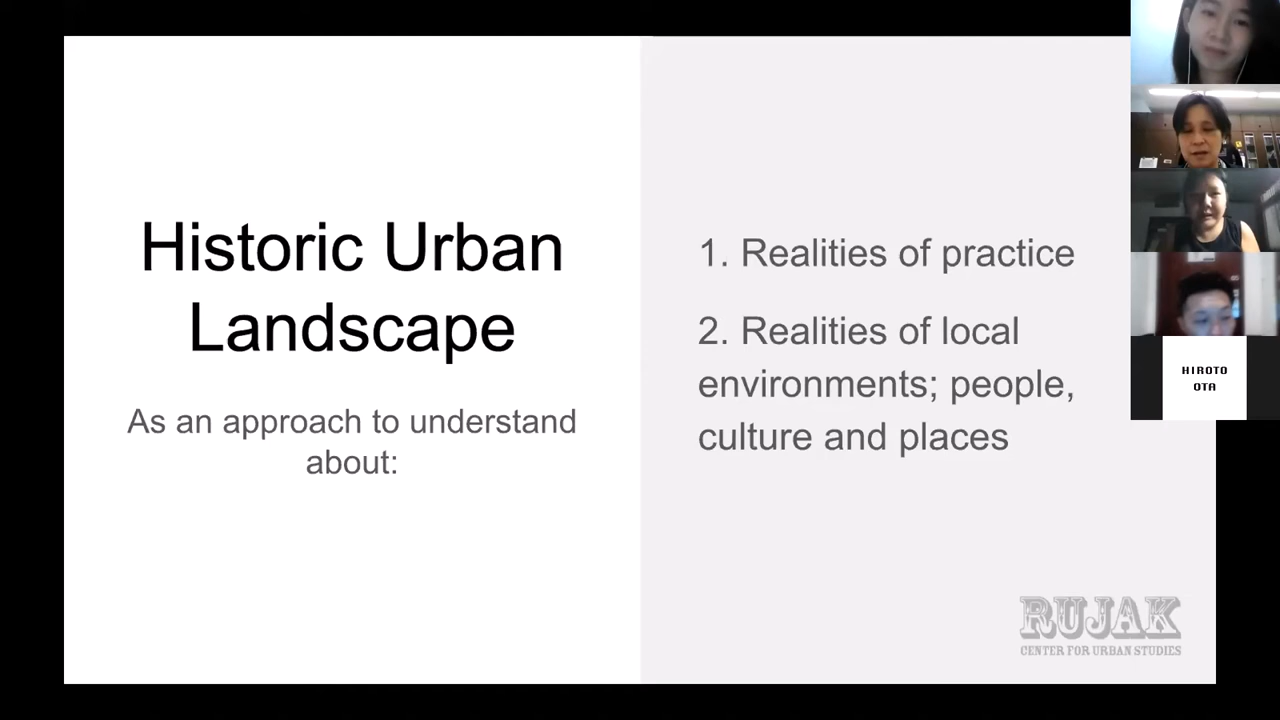 Historic Urban
Landscape
As an approach to understand
about:
1. Realities of practice
2. Realities of local
environments; people,
culture and places
RUJAK
CENTER FOR URBAN STUDIES
HIROTO
OTA